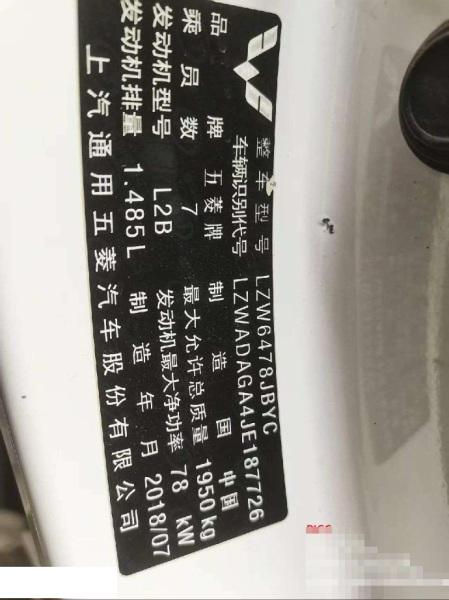 整车型号 LZW6478JBYC
车辆识别代号 LZWADAGA4JE187726
品牌 五菱牌 制造国 中国
乘员数 7 最大允许总质量 1950kg
发动机型号 L2B 发动机最大净功率 78 kW
发动机排量 1.485L 制造年月 2018/07
上汽通用五菱汽车股份有限公司